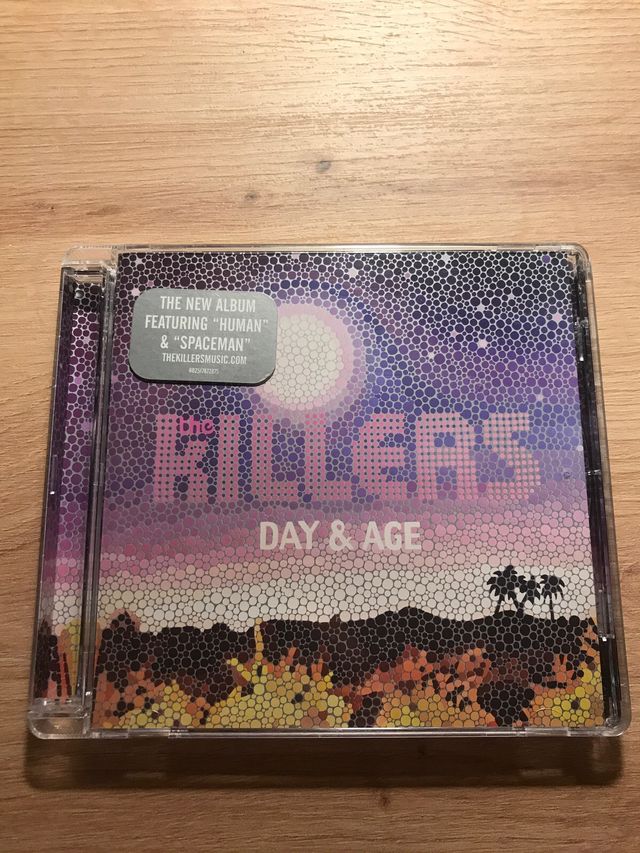 THE NEW ALBUM
FEATURING “HUMAN”
& “SPACEMAN”
THEKILLERSMUSIC.COM
the
KILLERS
DAY & AGE